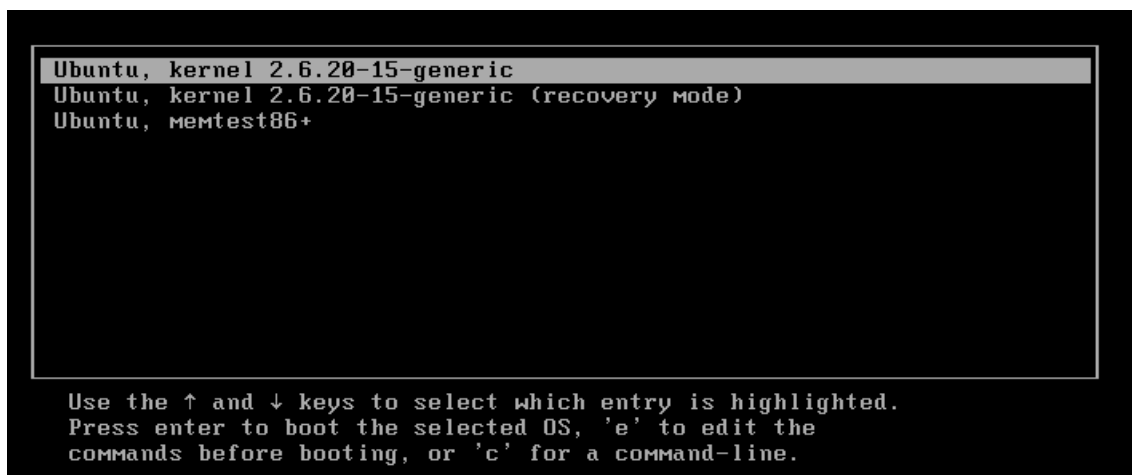 Ubuntu, kernel 2.6.20-15-generic
Ubuntu, kernel 2.6.20-15-generic (recovery mode)
Ubuntu, memtest86+
Use the ↑ and ↓ keys to select which entry is highlighted.
Press enter to boot the selected OS, 'e' to edit the
commands before booting, or 'c' for a command-line.